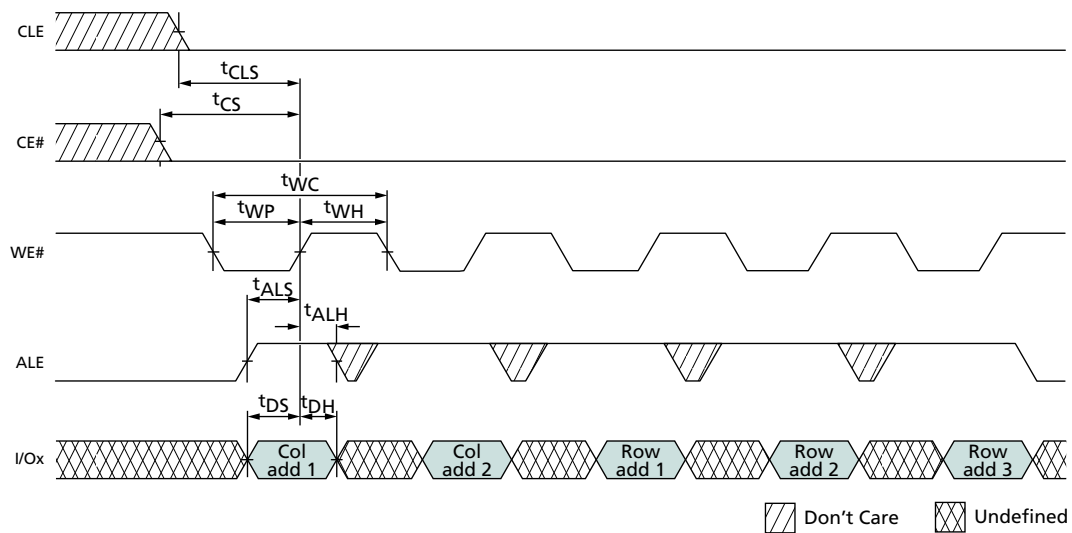 CLE
tCLS
tCS
CE#
tWC
tWP
tWH
WE#
tALS
tALH
ALE
tDS
tDH
I/Ox
Col
add 1
Col
add 2
Row
add 1
Row
add 2
Row
add 3
Don't Care
Undefined